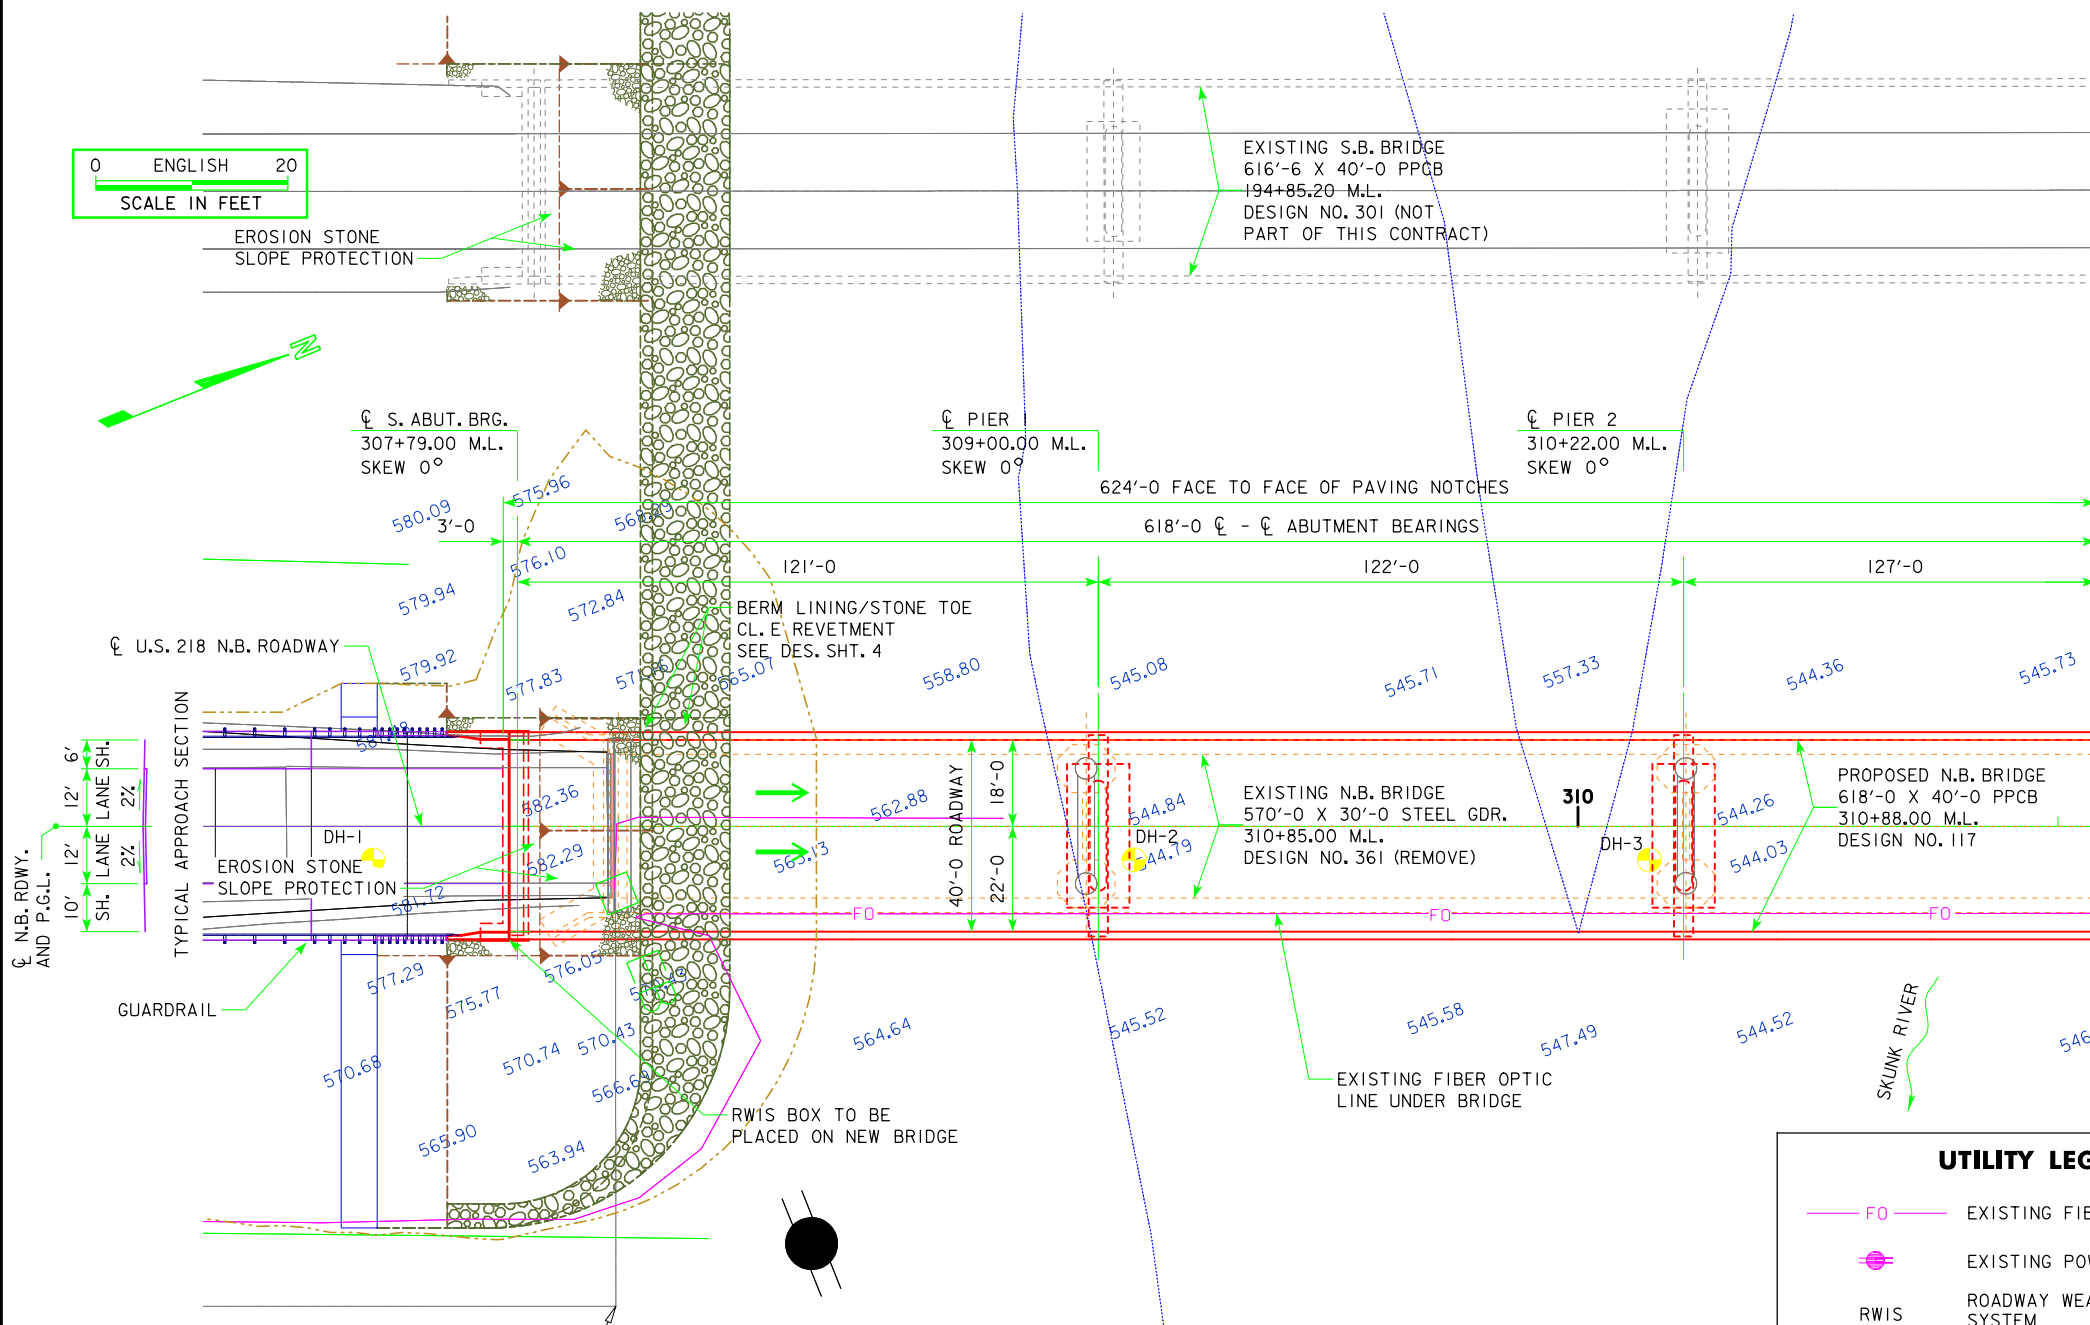 0 ENGLISH 20
SCALE IN FEET
EROSION STONE
SLOPE PROTECTION
EXISTING S.B. BRIDGE
616'-6 X 40'-0 PPCB
194+85.20 M.L.
DESIGN NO. 301 (NOT
PART OF THIS CONTRACT)
N
℄ S. ABUT. BRG.
307+79.00 M.L.
SKEW 0°
℄ PIER 1
309+00.00 M.L.
SKEW 0°
℄ PIER 2
310+22.00 M.L.
SKEW 0°
624'-0 FACE TO FACE OF PAVING NOTCHES
3'-0
618'-0 ℄ - ℄ ABUTMENT BEARINGS
121'-0
122'-0
127'-0
580.09
575.96
576.10
579.94
572.84
BERM LINING/STONE TOE
CL. E REVETMENT
SEE DES. SHT. 4
℄ U.S. 218 N.B. ROADWAY
579.92
577.83
565.07
558.80
545.08
545.71
557.33
544.36
545.73
TYPICAL APPROACH SECTION
6'
SH.
12'
LANE
2%
12'
LANE
2%
10'
SH.
℄ N.B. RDWY.
AND P.G.L.
DH-1
EROSION STONE
SLOPE PROTECTION
582.36
582.29
581.72
562.88
563.13
40'-0 ROADWAY
18'-0
22'-0
544.84
DH-2
544.79
EXISTING N.B. BRIDGE
570'-0 X 30'-0 STEEL GDR.
310+85.00 M.L.
DESIGN NO. 361 (REMOVE)
310
DH-3
544.26
544.03
PROPOSED N.B. BRIDGE
618'-0 X 40'-0 PPCB
310+88.00 M.L.
DESIGN NO. 117
FO
FO
FO
GUARDRAIL
577.29
575.77
576.05
570.68
570.74
570.43
566.69
565.90
563.94
564.64
545.52
545.58
547.49
544.52
546
SKUNK RIVER
EXISTING FIBER OPTIC
LINE UNDER BRIDGE
RWIS BOX TO BE
PLACED ON NEW BRIDGE
UTILITY LEG
FO EXISTING FIB
EXISTING POW
RWIS ROADWAY WEA
SYSTEM